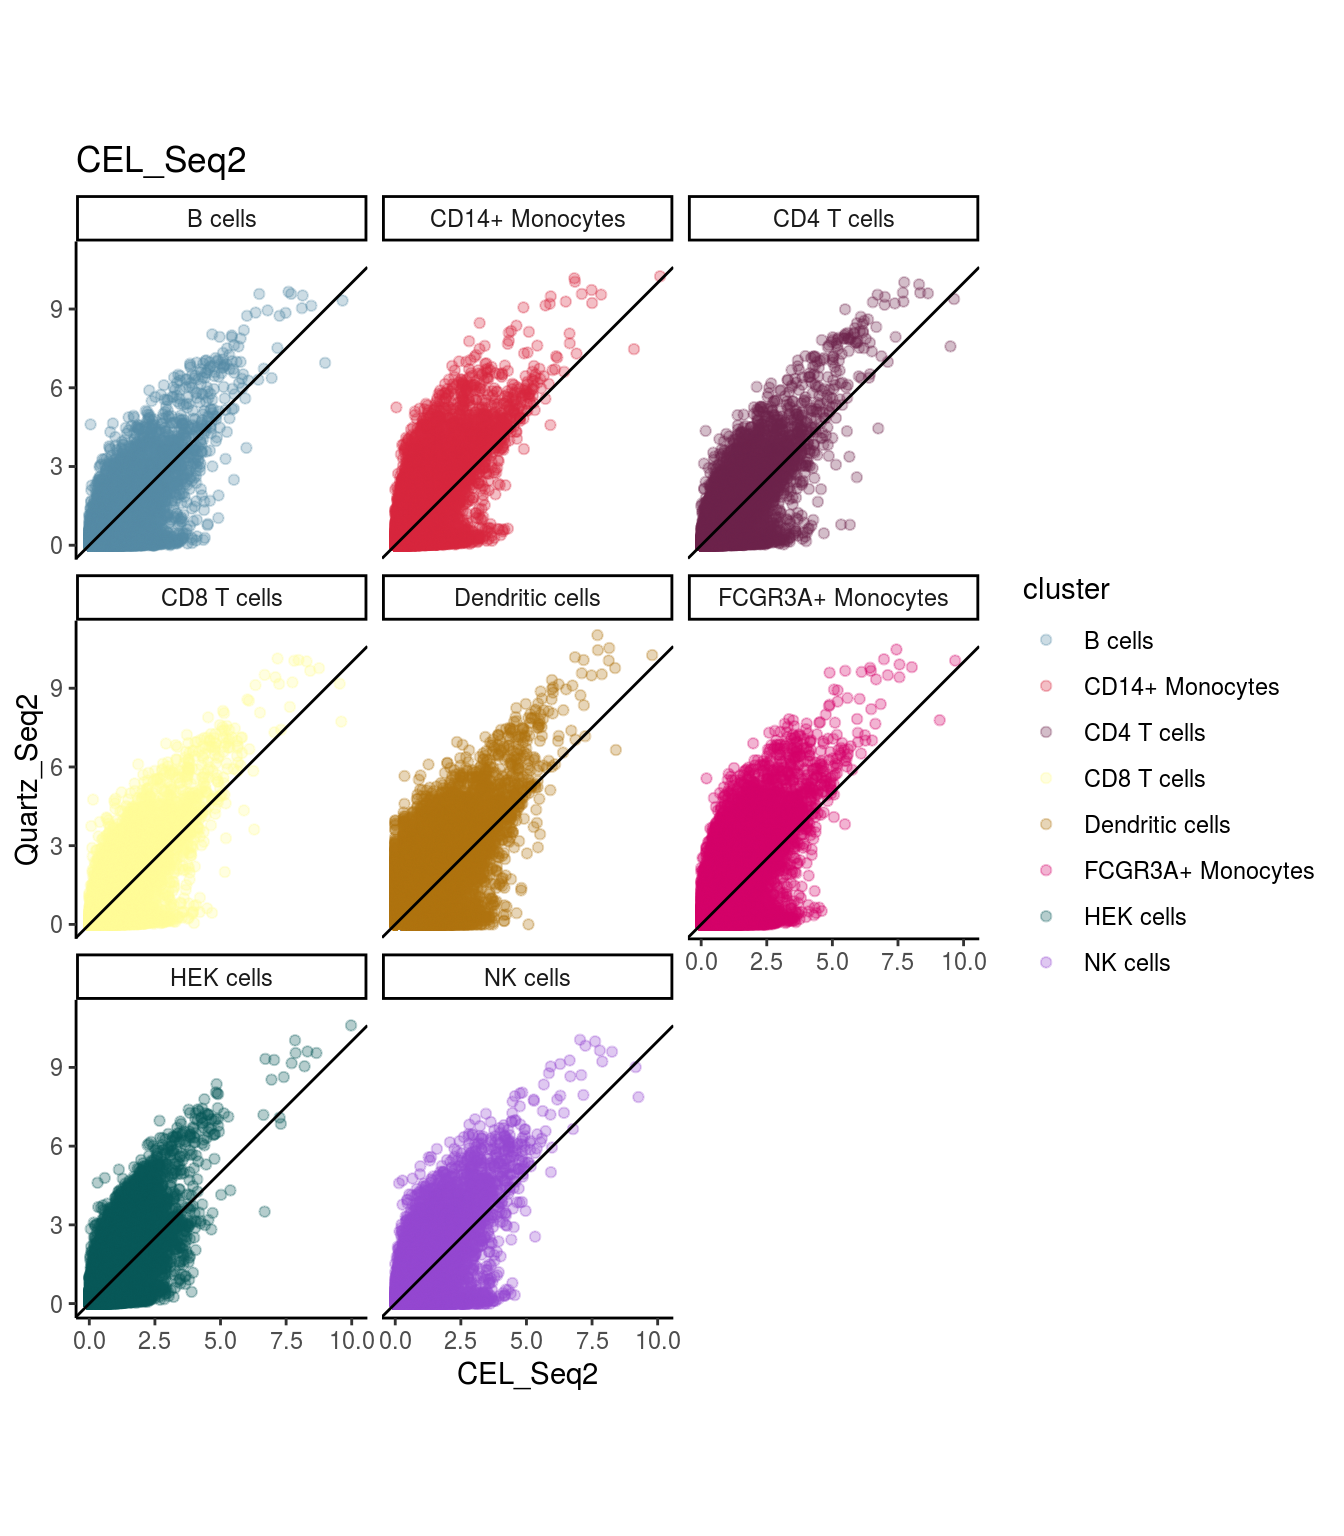 CEL_Seq2
B cells
CD14+ Monocytes
CD4 T cells
9
6
3
0
CD8 T cells
Dendritic cells
FCGR3A+ Monocytes
9
6
3
0
0.0 2.5 5.0 7.5 10.0
HEK cells
NK cells
9
6
3
0
0.0 2.5 5.0 7.5 10.0
0.0 2.5 5.0 7.5 10.0
CEL_Seq2
Quartz_Seq2
cluster
B cells
CD14+ Monocytes
CD4 T cells
CD8 T cells
Dendritic cells
FCGR3A+ Monocytes
HEK cells
NK cells